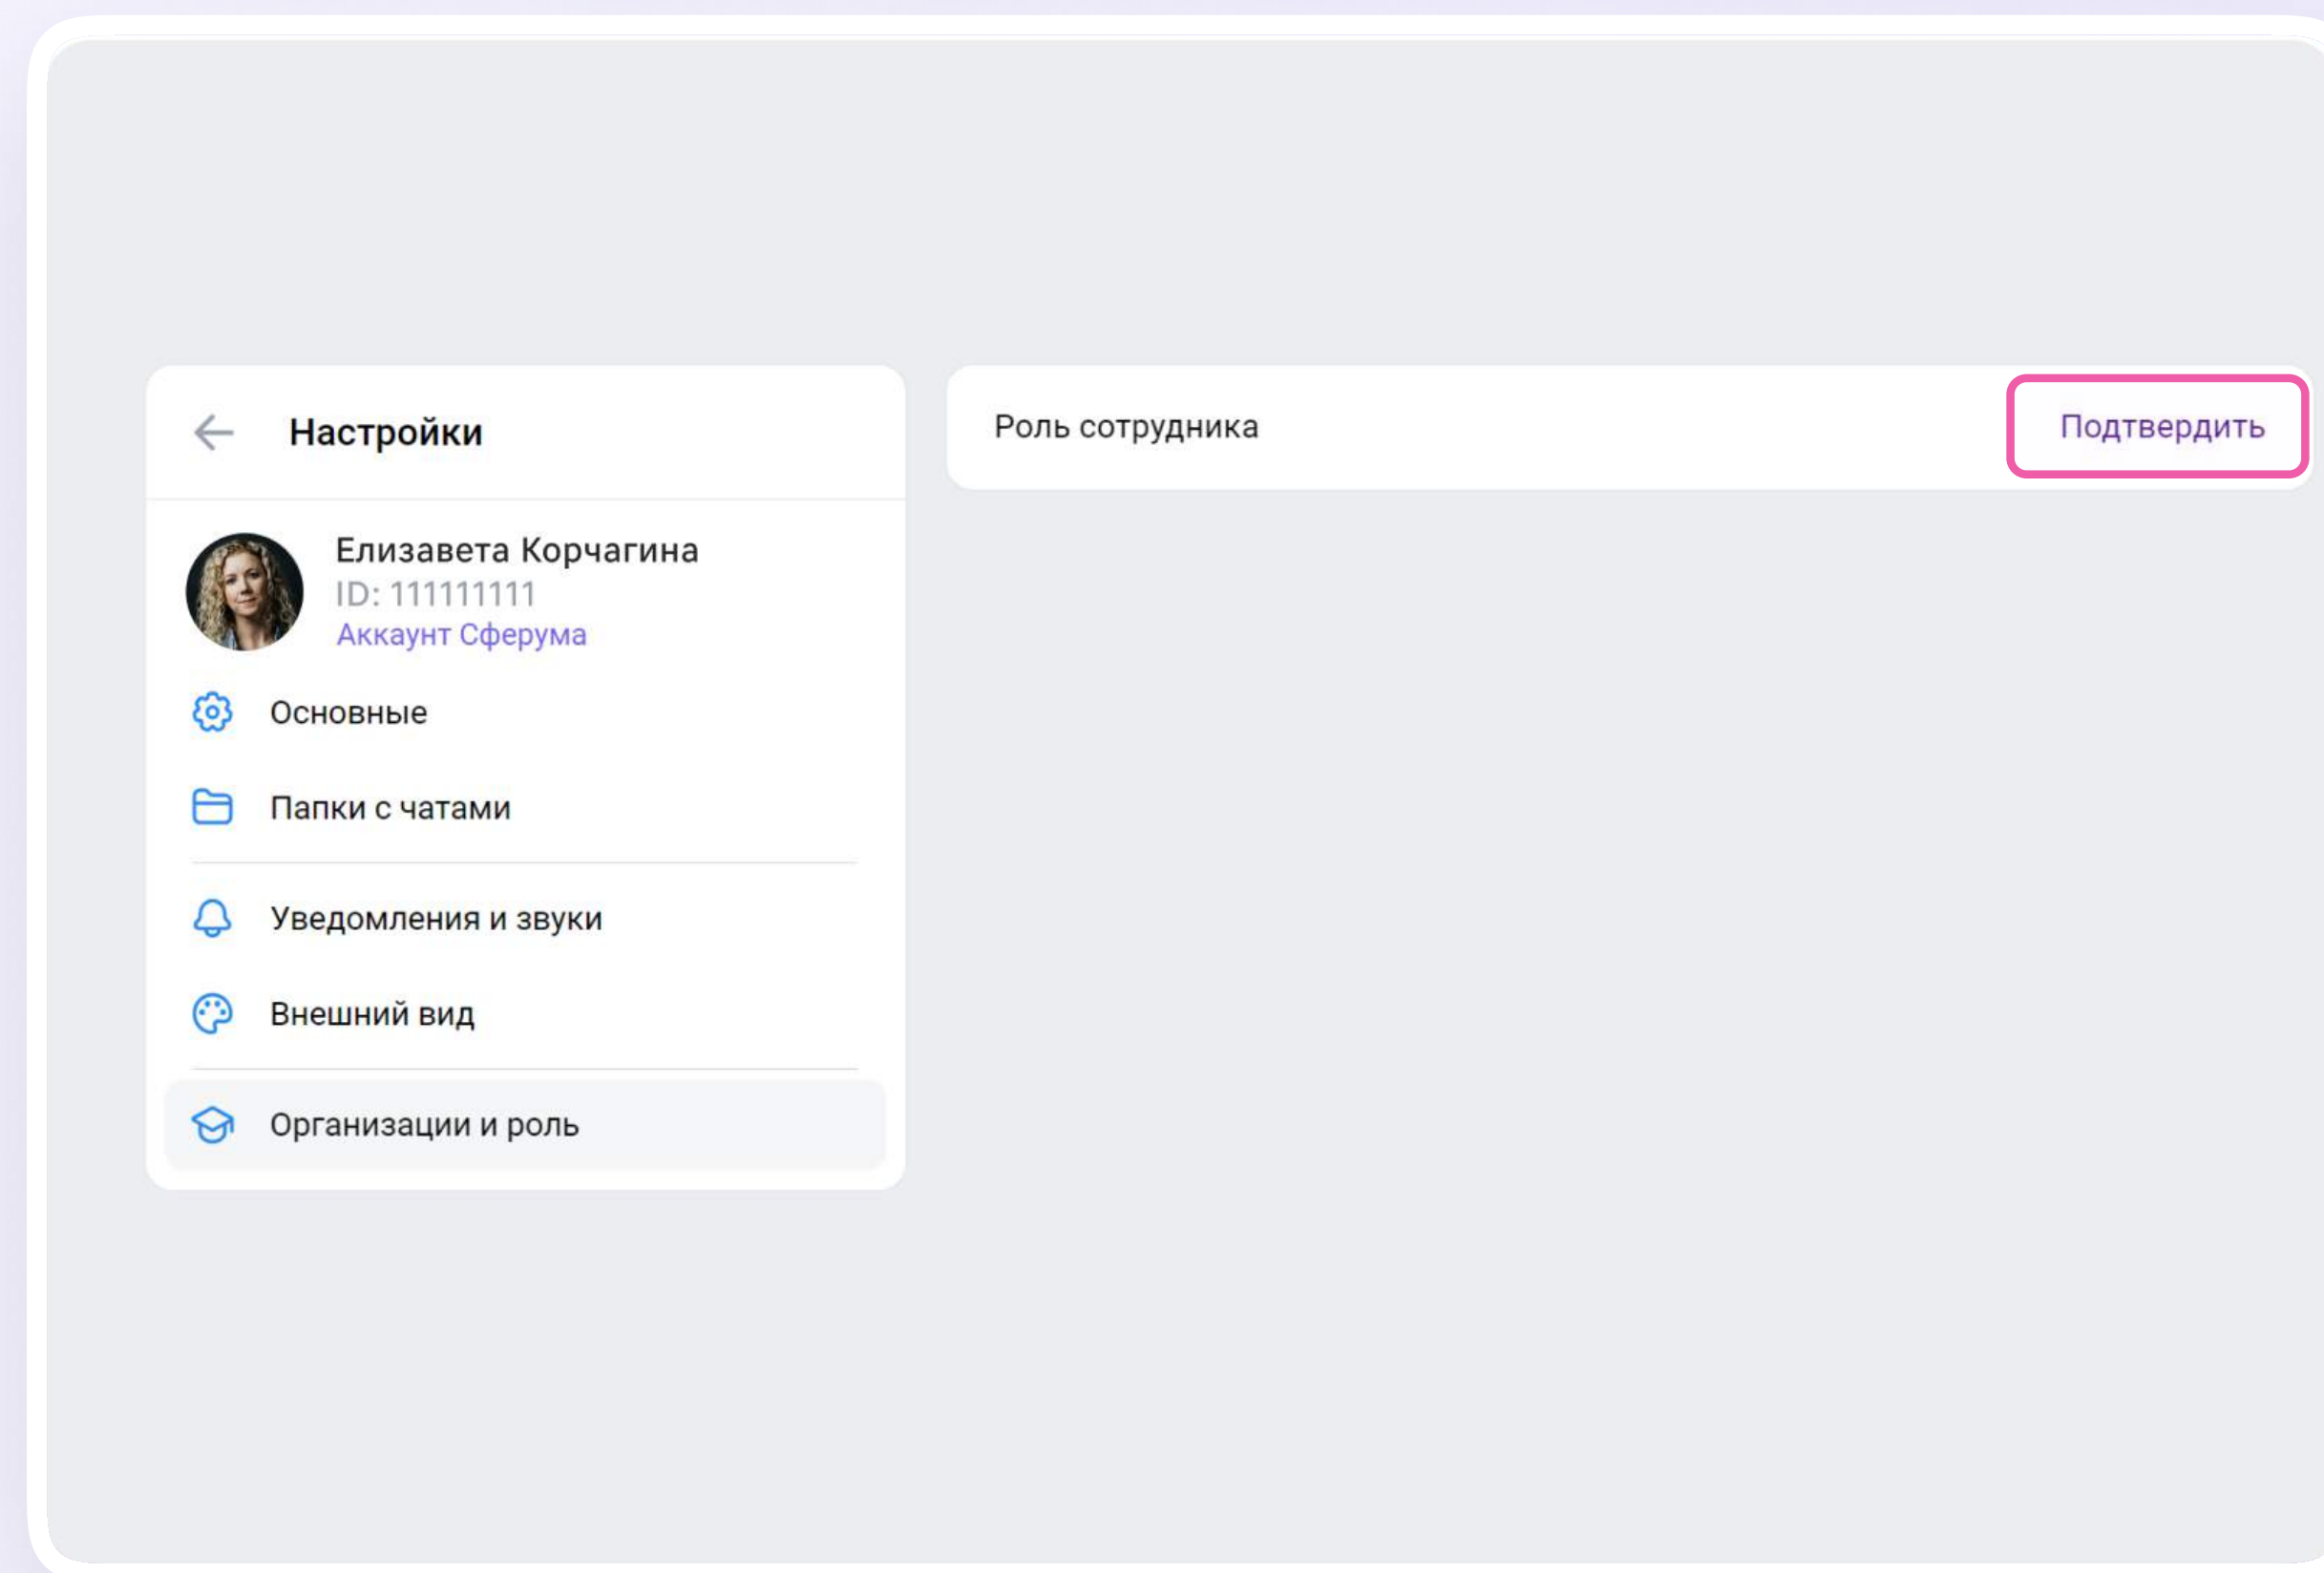 Настройки
Елизавета Корчагина
ID: 111111111
Аккаунт Сферума
Основные
Папки с чатами
Уведомления и звуки
Внешний вид
Организации и роль
Роль сотрудника
Подтвердить